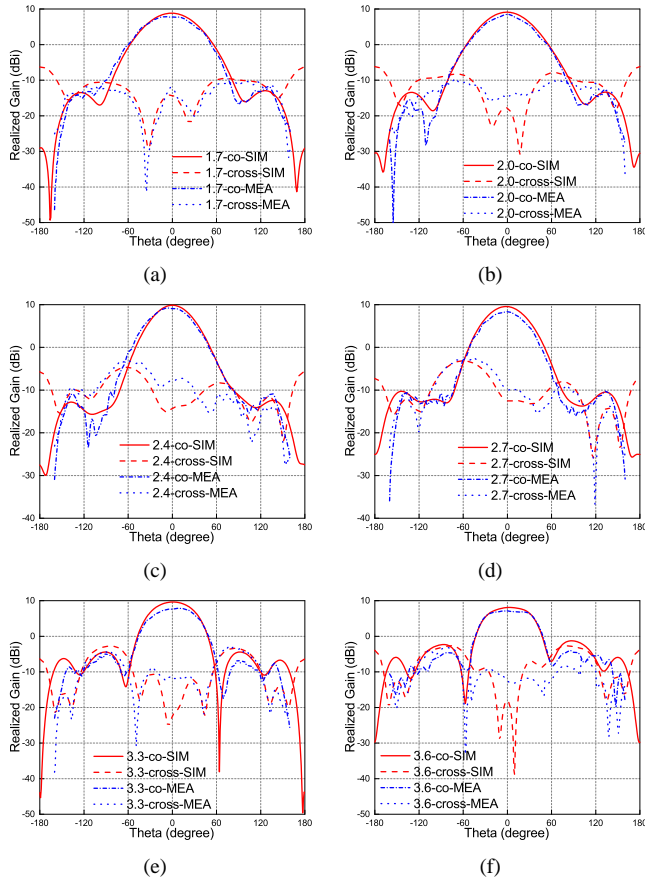 10
0
-10
-20
-30
-40
-50
Realized Gain (dBi)
1.7-co-SIM
1.7-cross-SIM
1.7-co-MEA
1.7-cross-MEA
-180 -120 -60 0 60 120 180
Theta (degree)
(a)
10
0
-10
-20
-30
-40
-50
Realized Gain (dBi)
2.0-co-SIM
2.0-cross-SIM
2.0-co-MEA
2.0-cross-MEA
-180 -120 -60 0 60 120 180
Theta (degree)
(b)
10
0
-10
-20
-30
-40
Realized Gain (dBi)
2.4-co-SIM
2.4-cross-SIM
2.4-co-MEA
2.4-cross-MEA
-180 -120 -60 0 60 120 180
Theta (degree)
(c)
10
0
-10
-20
-30
-40
Realized Gain (dBi)
2.7-co-SIM
2.7-cross-SIM
2.7-co-MEA
2.7-cross-MEA
-180 -120 -60 0 60 120 180
Theta (degree)
(d)
10
0
-10
-20
-30
-40
-50
Realized Gain (dBi)
3.3-co-SIM
3.3-cross-SIM
3.3-co-MEA
3.3-cross-MEA
-180 -120 -60 0 60 120 180
Theta (degree)
(e)
10
0
-10
-20
-30
-40
-50
Realized Gain (dBi)
3.6-co-SIM
3.6-cross-SIM
3.6-co-MEA
3.6-cross-MEA
-180 -120 -60 0 60 120 180
Theta (degree)
(f)